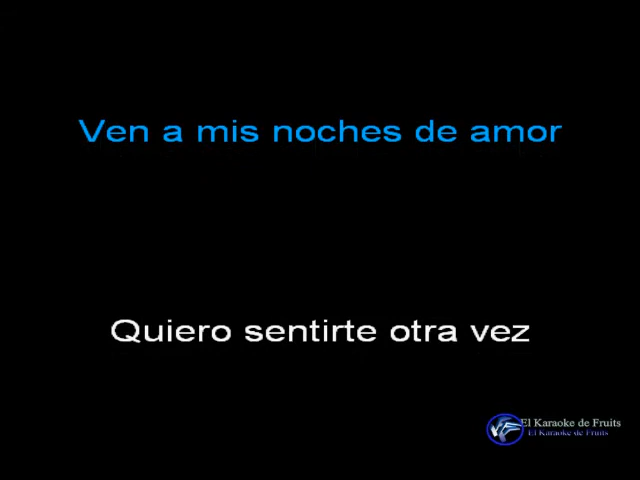 Ven a mis noches de amor
Quiero sentirte otra vez
El Karaoke de Fruits
El Karaoke de Fruits